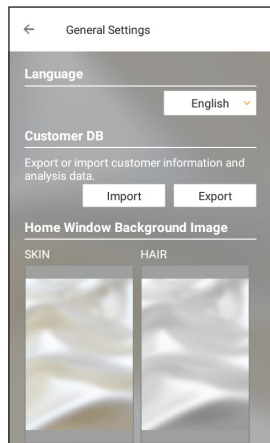 General Settings
Language
English
Customer DB
Export or import customer information and
analysis data.
Import Export
Home Window Background Image
SKIN HAIR